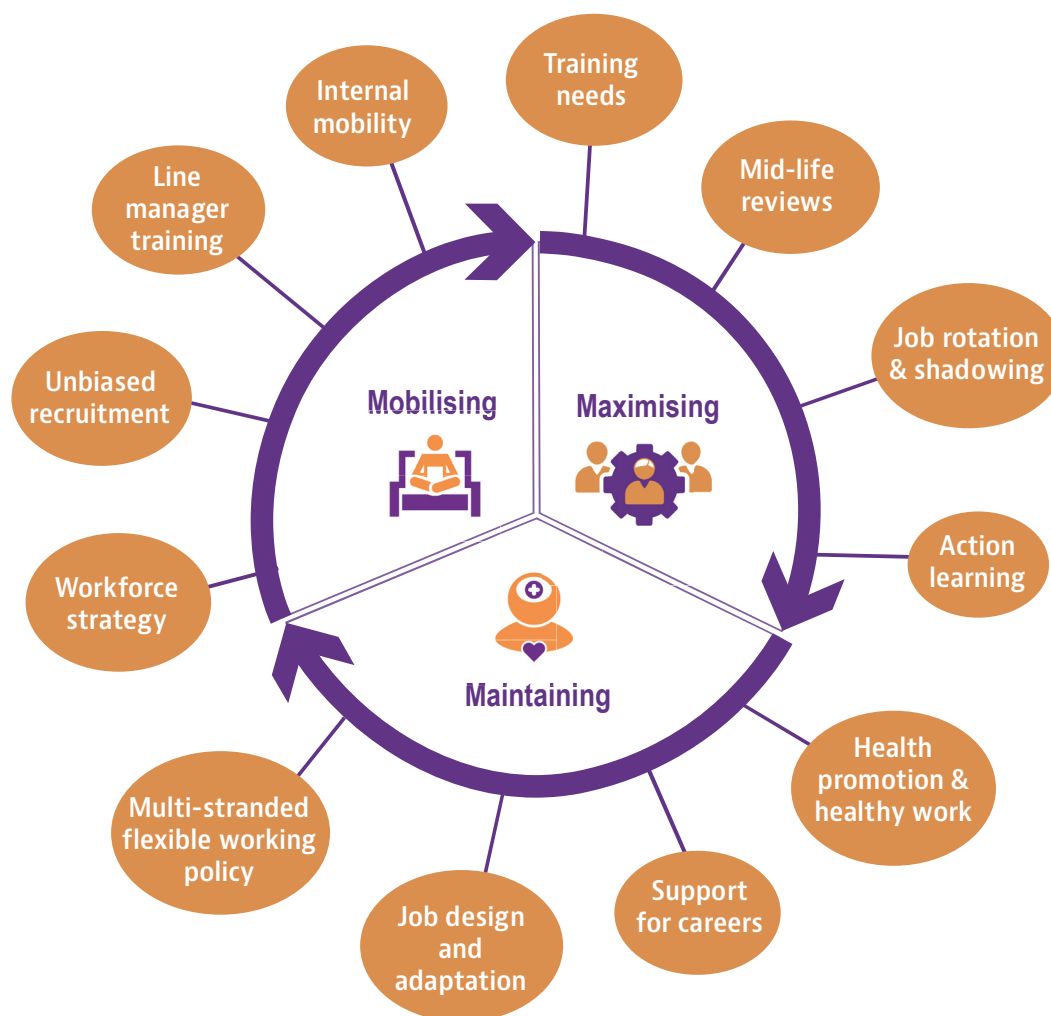 Training
needs
Internal
mobility
Mid-life
reviews
Line
manager
training
Job rotation
& shadowing
Unbiased
recruitment
Mobilising
Maximising
Action
learning
Workforce
strategy
Maintaining
Health
promotion &
healthy work
Multi-stranded
flexible working
policy
Support
for careers
Job design
and
adaptation